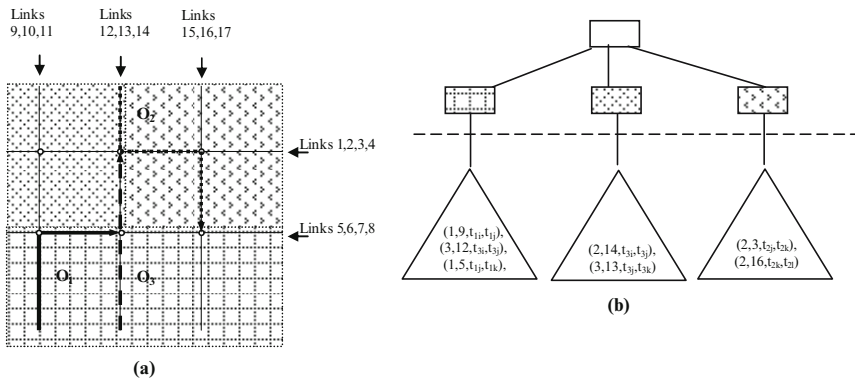 Links
9,10,11
Links
12,13,14
Links
15,16,17
O₂
Links 1,2,3,4
Links 5,6,7,8
O₁
O₃
(a)
(1,9,t₁ᵢ,t₁ⱼ),
(3,12,t₃ᵢ,t₃ⱼ),
(1,5,t₁ⱼ,t₁ₖ),
(2,14,t₃ᵢ,t₃ⱼ),
(3,13,t₃ⱼ,t₃ₖ)
(2,3,t₂ⱼ,t₂ₖ),
(2,16,t₂ₖ,t₂ₗ)
(b)